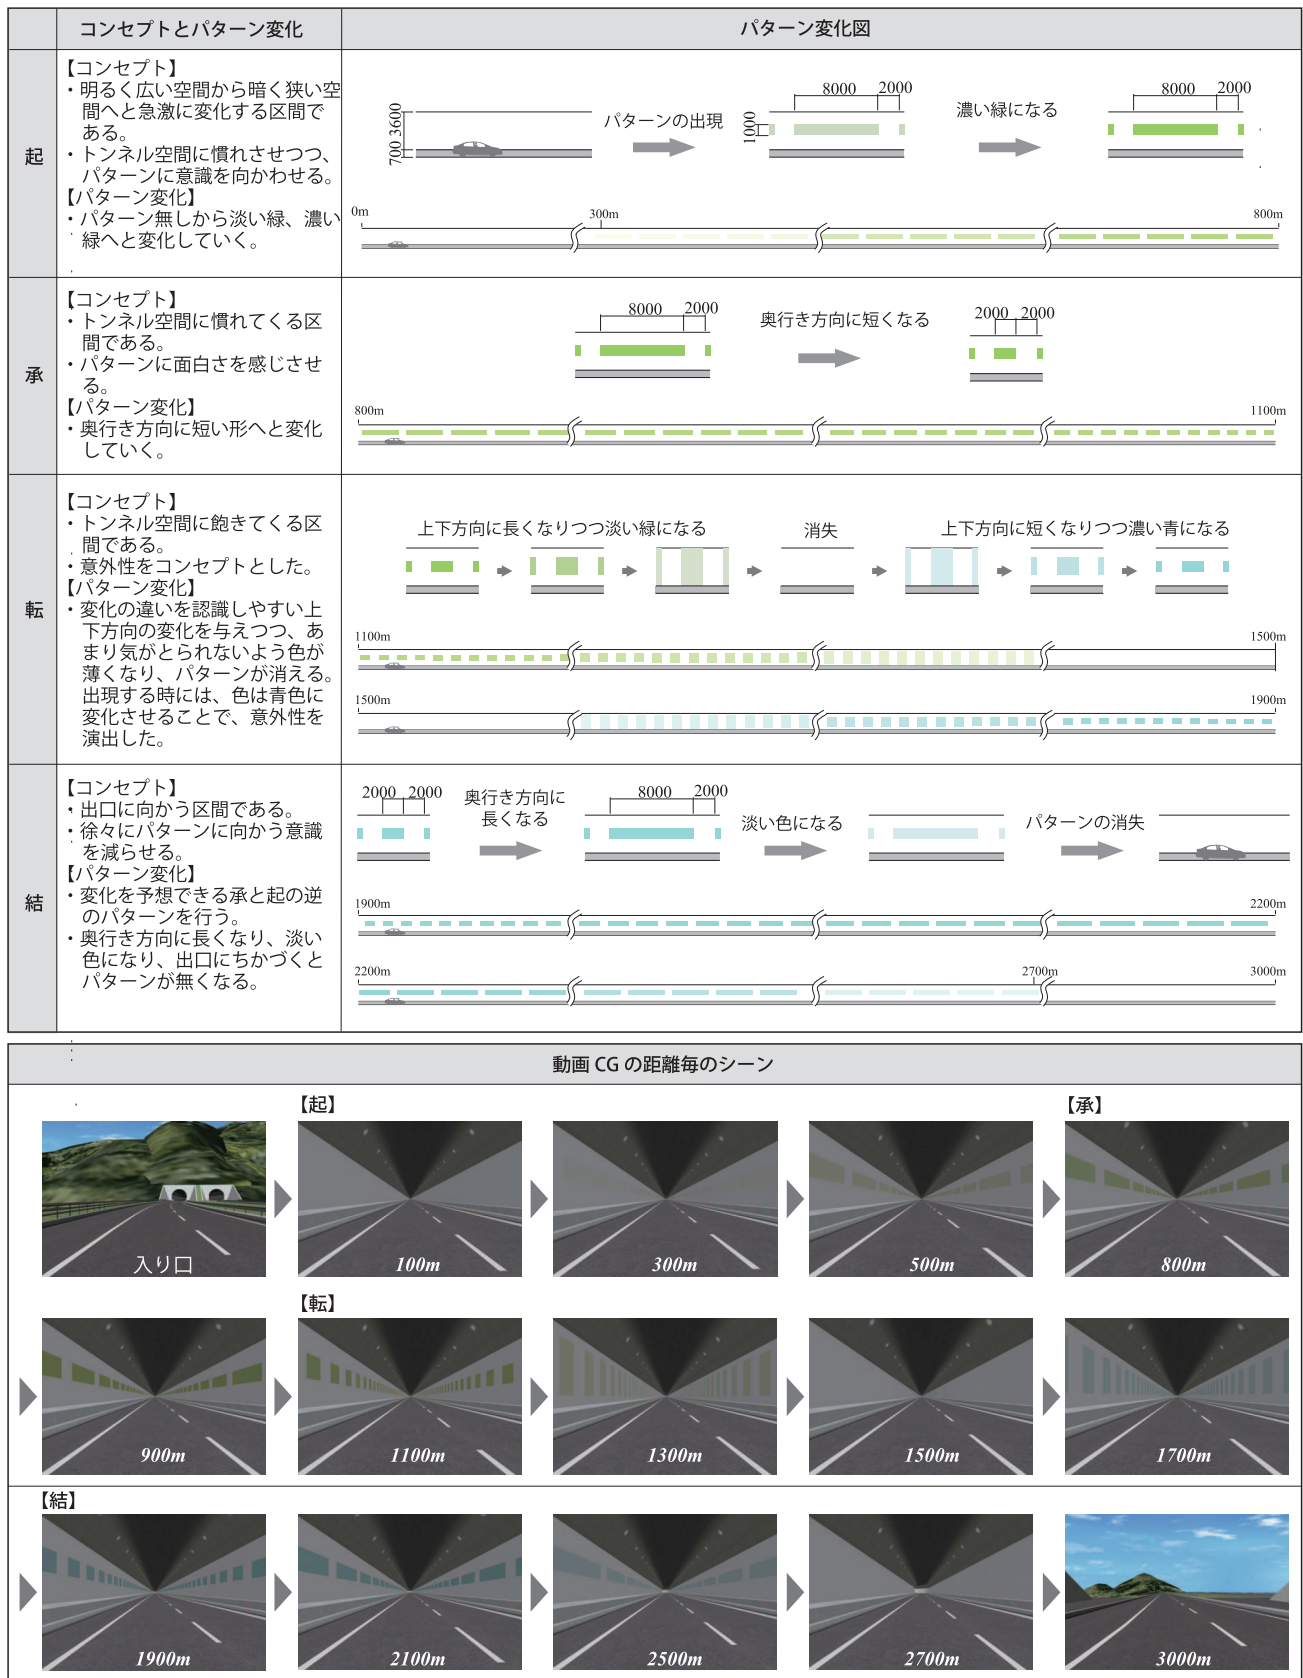 コンセプトとパターン変化
パターン変化図
起
【コンセプト】
・明るく広い空間から暗く狭い空
間へと急激に変化する区間で
ある。
・トンネル空間に慣れさせつつ、
パターンに意識を向かわせる。
【パターン変化】
・パターン無しから淡い緑、濃い
緑へと変化していく。
700 3600
パターンの出現
1000
8000 2000
濃い緑になる
8000 2000
0m
300m
800m
承
【コンセプト】
・トンネル空間に慣れてくる区
間である。
・パターンに面白さを感じさせ
る。
【パターン変化】
・奥行き方向に短い形へと変化
していく。
8000 2000
奥行き方向に短くなる
2000 2000
800m
1100m
転
【コンセプト】
・トンネル空間に飽きてくる区
間である。
・意外性をコンセプトとした。
【パターン変化】
・変化の違いを認識しやすい上
下方向の変化を与えつつ、あ
まり気がとられないよう色が
薄くなり、パターンが消える。
出現する時には、色は青色に
変化させることで、意外性を
演出した。
上下方向に長くなりつつ淡い緑になる
消失
上下方向に短くなりつつ濃い青になる
1100m
1500m
1500m
1900m
結
【コンセプト】
・出口に向かう区間である。
・徐々にパターンに向かう意識
を減らせる。
【パターン変化】
・変化を予想できる承と起の逆
のパターンを行う。
・奥行き方向に長くなり、淡い
色になり、出口にちかづくと
パターンが無くなる。
2000 2000
奥行き方向に
長くなる
8000 2000
淡い色になる
パターンの消失
1900m
2200m
2200m
2700m
3000m
動画 CG の距離毎のシーン
【起】
【承】
入り口
100m
300m
500m
800m
【転】
900m
1100m
1300m
1500m
1700m
【結】
1900m
2100m
2500m
2700m
3000m